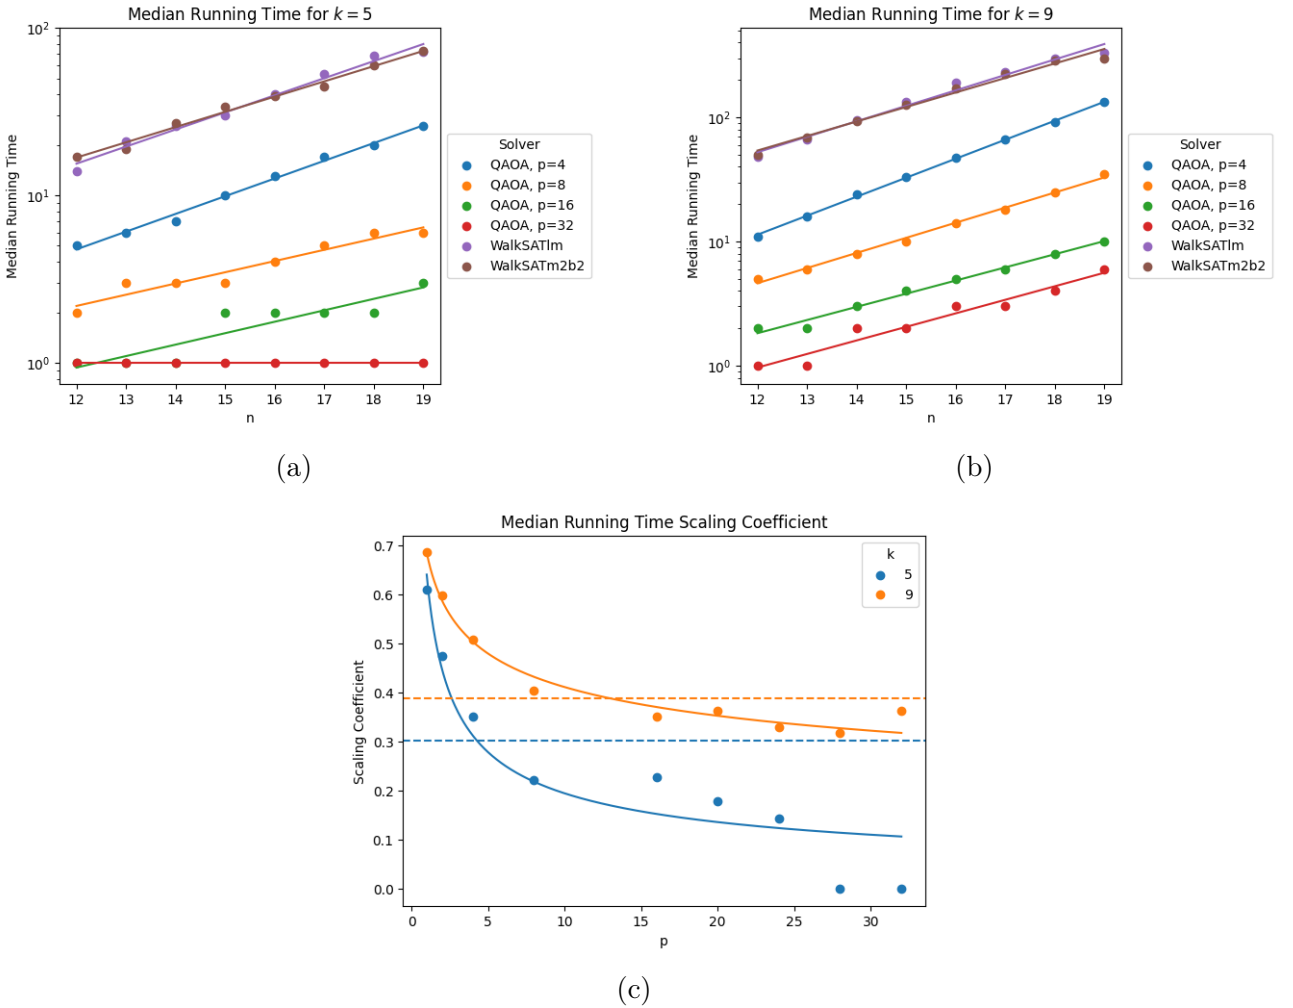 Median Running Time for k = 5
Median Running Time
10²
10¹
10⁰
12 13 14 15 16 17 18 19
n
Solver
QAOA, p=4
QAOA, p=8
QAOA, p=16
QAOA, p=32
WalkSATlm
WalkSATm2b2
(a)
Median Running Time for k = 9
Median Running Time
10²
10¹
10⁰
12 13 14 15 16 17 18 19
n
Solver
QAOA, p=4
QAOA, p=8
QAOA, p=16
QAOA, p=32
WalkSATlm
WalkSATm2b2
(b)
Median Running Time Scaling Coefficient
Scaling Coefficient
0.7
0.6
0.5
0.4
0.3
0.2
0.1
0.0
0 5 10 15 20 25 30
p
k
5
9
(c)